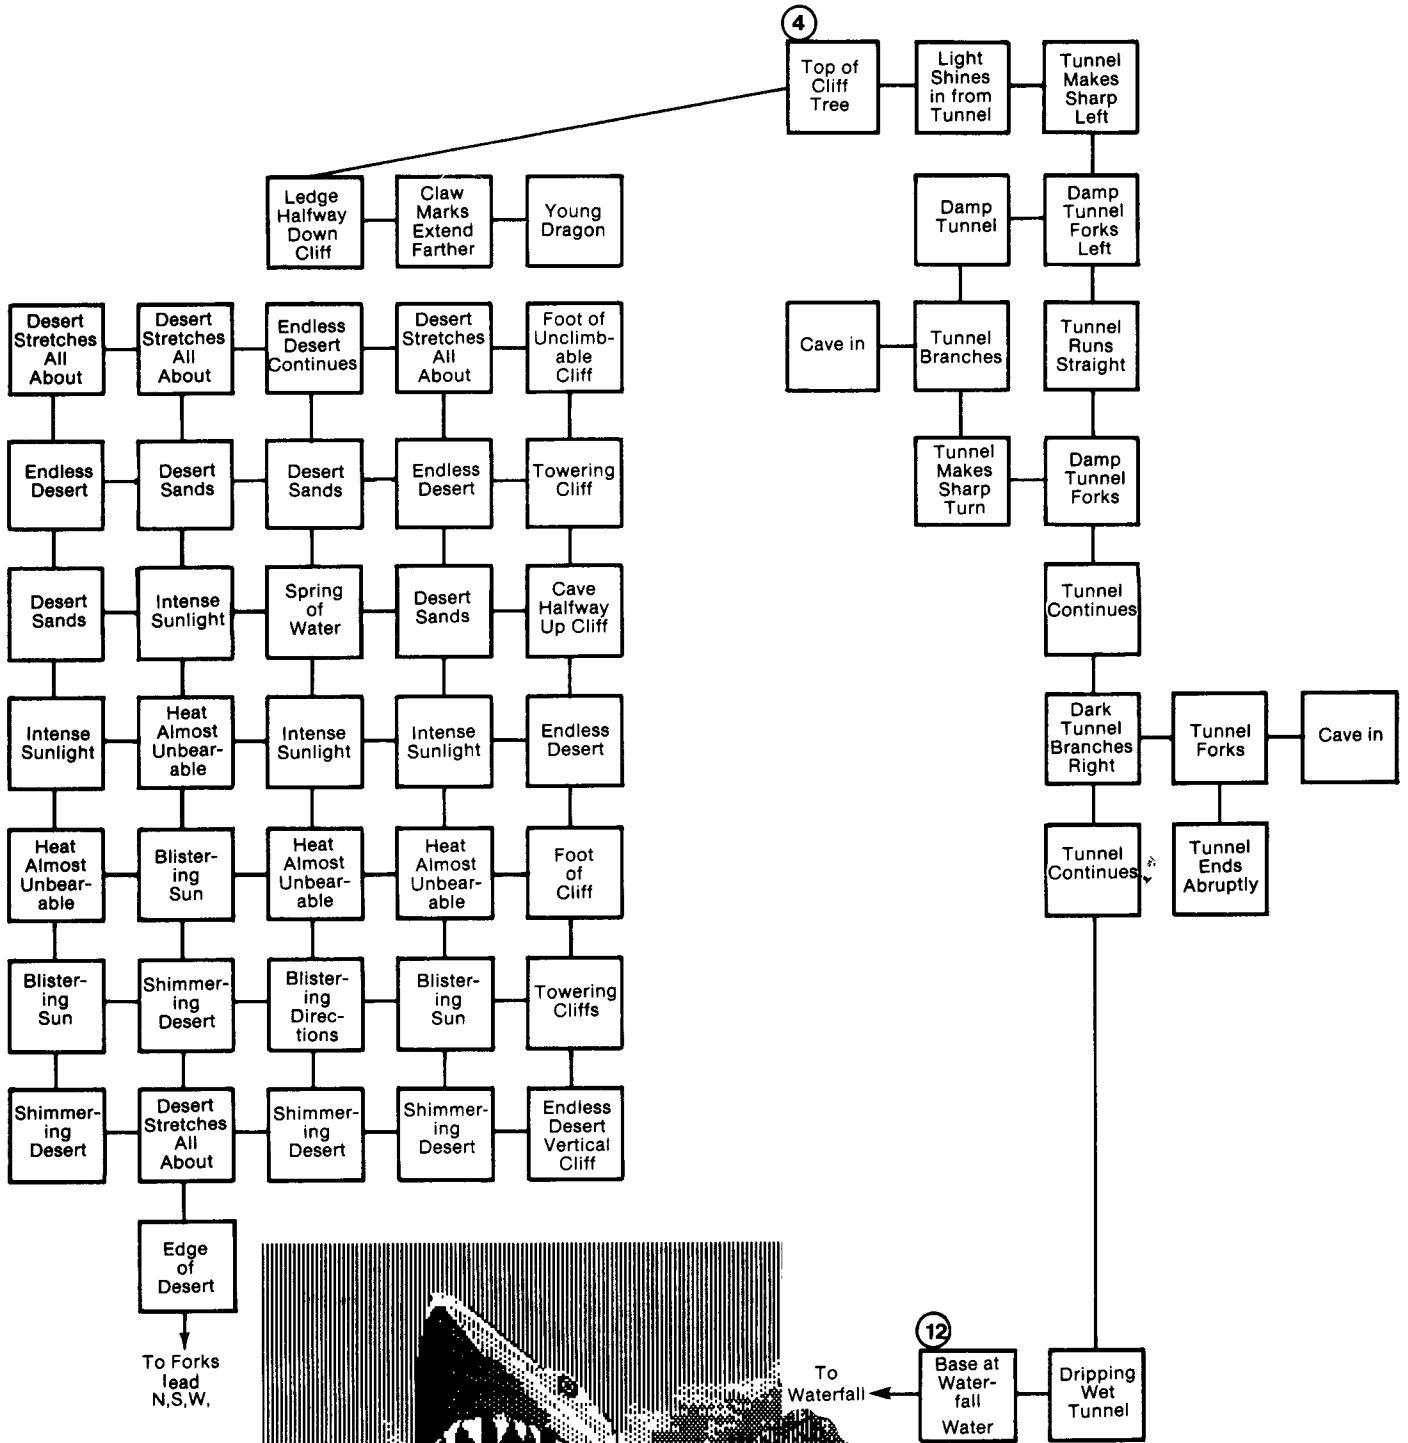 4
Top of
Cliff
Tree
Light
Shines
in from
Tunnel
Tunnel
Makes
Sharp
Left
Ledge
Halfway
Down
Cliff
Claw
Marks
Extend
Farther
Young
Dragon
Damp
Tunnel
Damp
Tunnel
Forks
Left
Desert
Stretches
All
About
Desert
Stretches
All
About
Endless
Desert
Continues
Desert
Stretches
All
About
Foot of
Unclimb-
able
Cliff
Cave in
Tunnel
Branches
Tunnel
Runs
Straight
Endless
Desert
Desert
Sands
Desert
Sands
Endless
Desert
Towering
Cliff
Tunnel
Makes
Sharp
Turn
Damp
Tunnel
Forks
Desert
Sands
Intense
Sunlight
Spring
of
Water
Desert
Sands
Cave
Halfway
Up Cliff
Tunnel
Continues
Intense
Sunlight
Heat
Almost
Unbear-
able
Intense
Sunlight
Intense
Sunlight
Endless
Desert
Dark
Tunnel
Branches
Right
Tunnel
Forks
Cave in
Heat
Almost
Unbear-
able
Blister-
ing
Sun
Heat
Almost
Unbear-
able
Heat
Almost
Unbear-
able
Foot
of
Cliff
Tunnel
Continues
Tunnel
Ends
Abruptly
Blister-
ing
Sun
Shimmer-
ing
Desert
Blister-
ing
Direc-
tions
Blister-
ing
Sun
Towering
Cliffs
Shimmer-
ing
Desert
Desert
Stretches
All
About
Shimmer-
ing
Desert
Shimmer-
ing
Desert
Endless
Desert
Vertical
Cliff
Edge
of
Desert
To Forks
lead
N,S,W,
12
To
Waterfall
Base at
Water-
fall
Water
Dripping
Wet
Tunnel